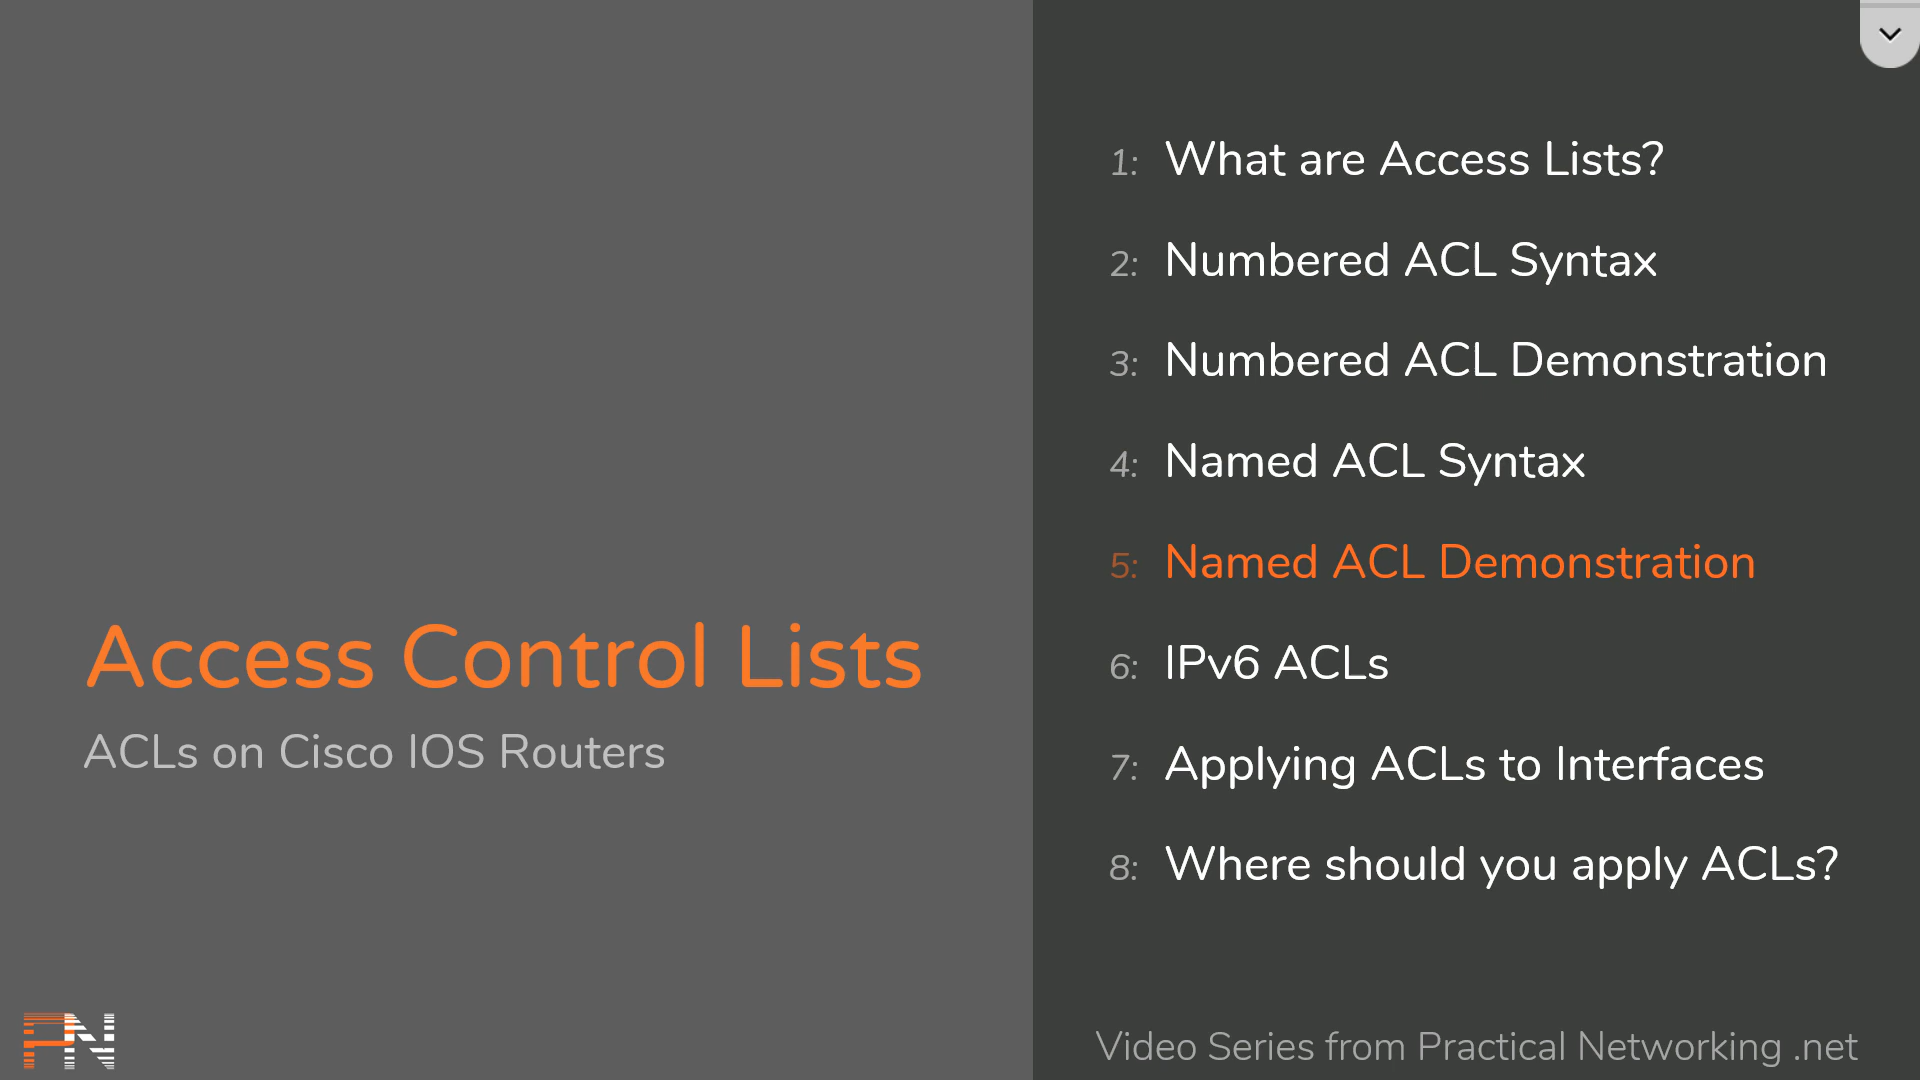 Access Control Lists
ACLs on Cisco IOS Routers
PN
1: What are Access Lists?
2: Numbered ACL Syntax
3: Numbered ACL Demonstration
4: Named ACL Syntax
5: Named ACL Demonstration
6: IPv6 ACLs
7: Applying ACLs to Interfaces
8: Where should you apply ACLs?
Video Series from Practical Networking .net